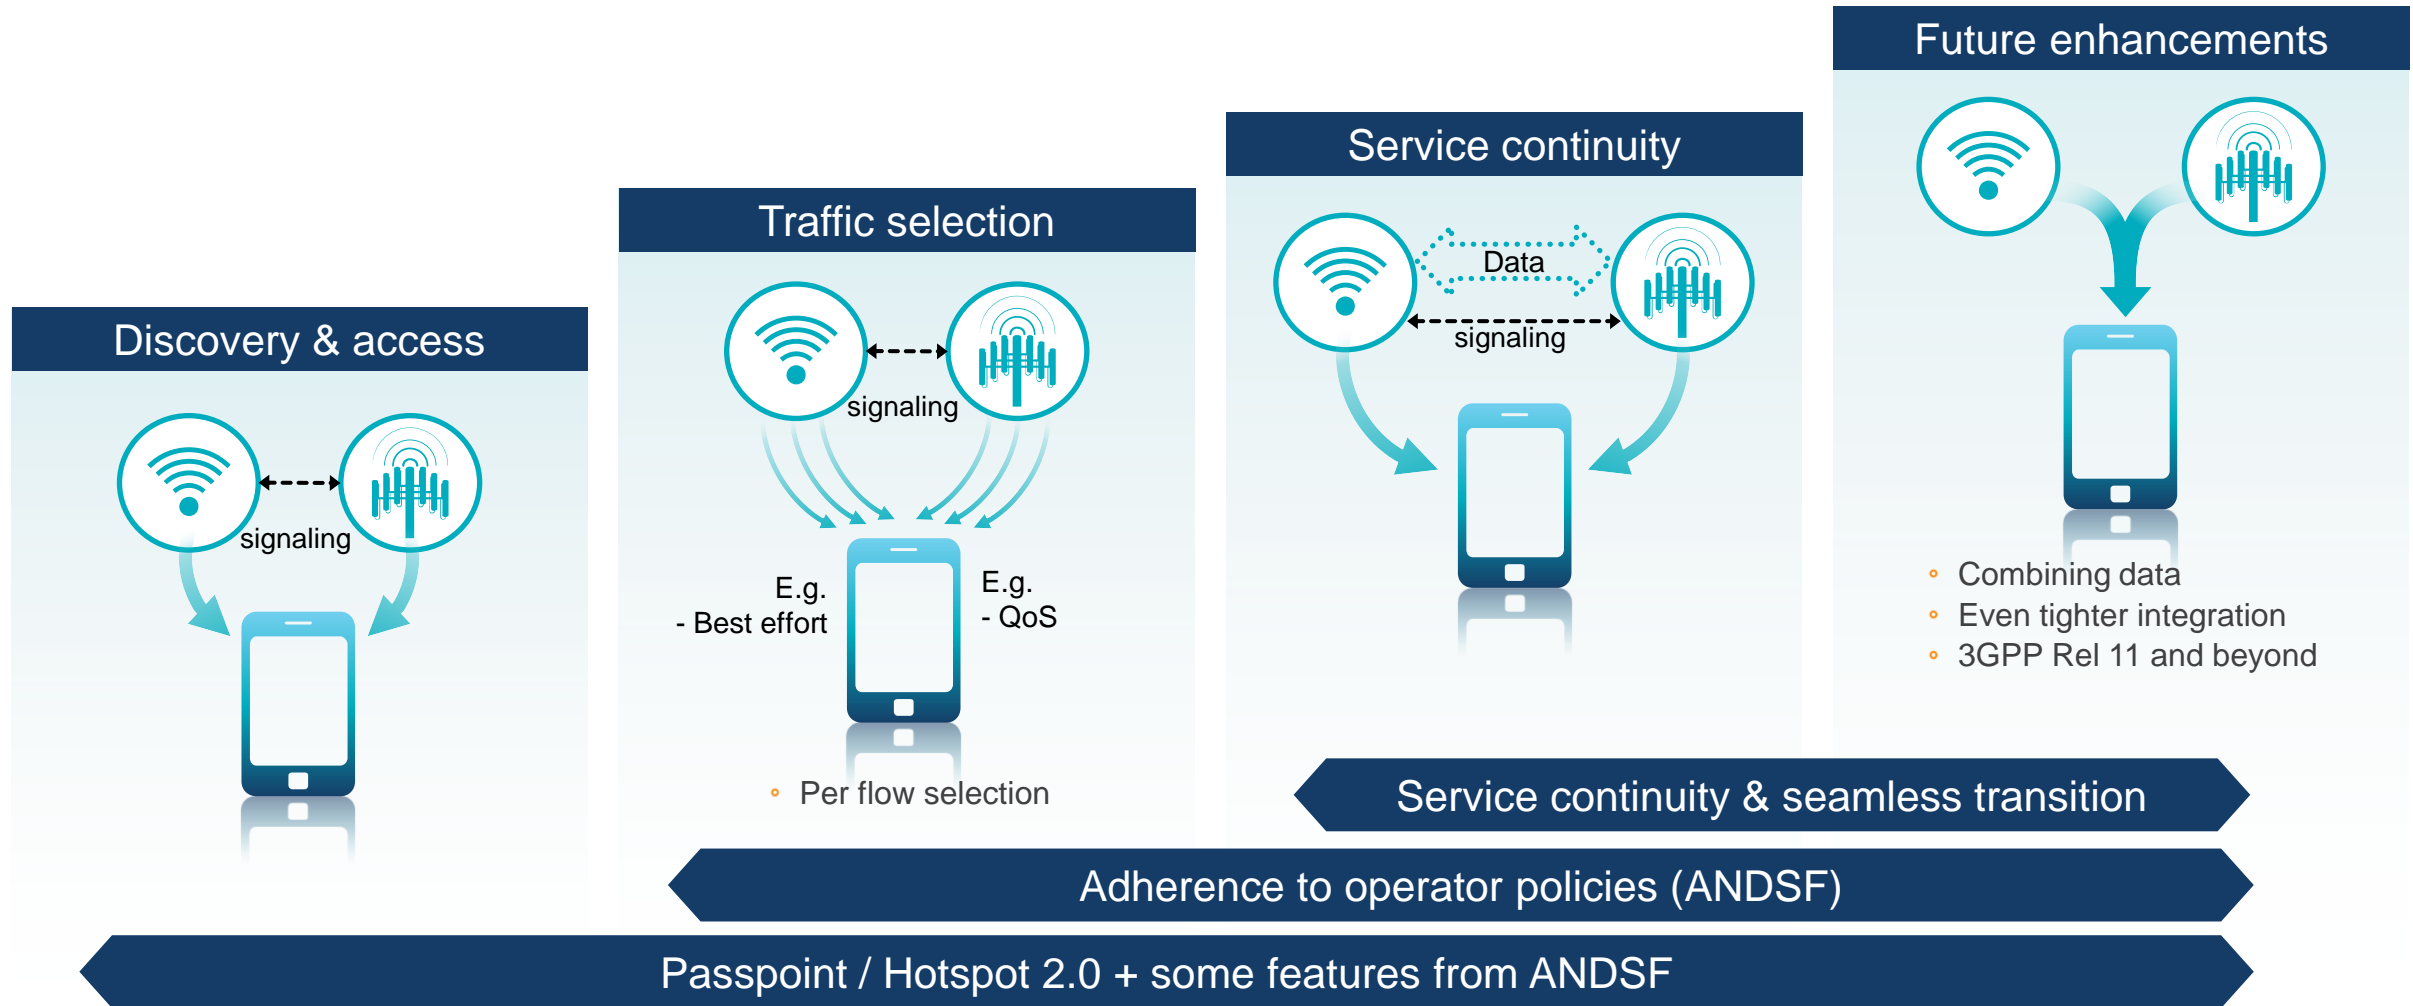 Discovery & access
signaling
Traffic selection
signaling
E.g.
- Best effort
E.g.
- QoS
Per flow selection
Service continuity
Data
signaling
Future enhancements
Combining data
Even tighter integration
3GPP Rel 11 and beyond
Service continuity & seamless transition
Adherence to operator policies (ANDSF)
Passpoint / Hotspot 2.0 + some features from ANDSF